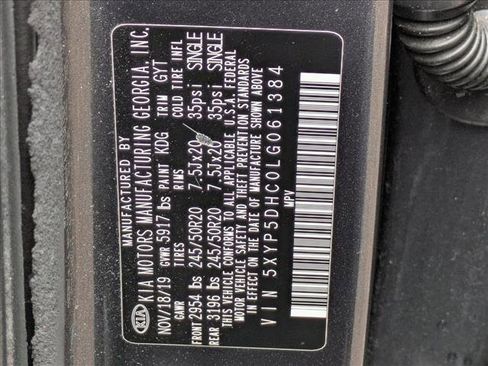 MANUFACTURED BY
KIA KIA MOTORS MANUFACTURING GEORGIA, INC.
NOV/18/19 GVWR 5917 lbs PAINT KDG TRIM GYT
GAWR TIRES RIMS COLD TIRE INFL
FRONT 2954 lbs 245/50R20 7.5Jx20 35psi SINGLE
REAR 3196 lbs 245/50R20 7.5Jx20 35psi SINGLE
THIS VEHICLE CONFORMS TO ALL APPLICABLE U.S.A. FEDERAL
MOTOR VEHICLE SAFETY AND THEFT PREVENTION STANDARDS
IN EFFECT ON THE DATE OF MANUFACTURE SHOWN ABOVE
VIN 5XYP5DHC0LG061384
MPV